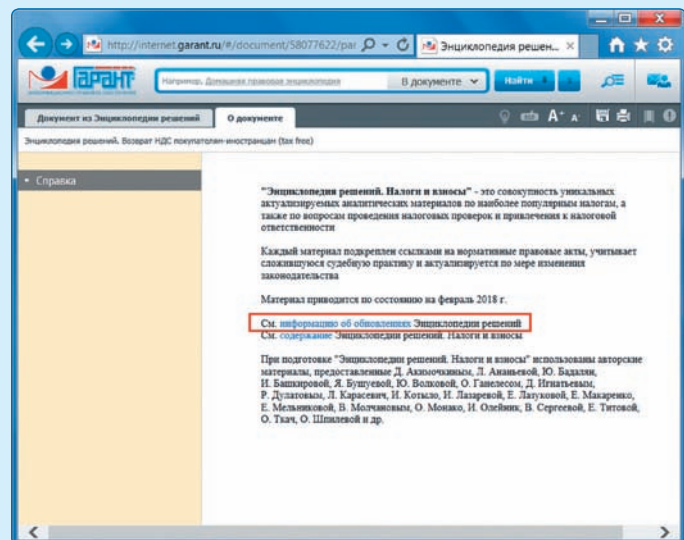 http://internet.garant.ru/#/document/58077622/par
Энциклопедия решен...
ГАРАНТ
Например, Домашняя правовая энциклопедия
В документе
Найти
Документ из Энциклопедии решений
О документе
Энциклопедия решений. Возврат НДС покупателям-иностранцам (tax free)
• Справка
"Энциклопедия решений. Налоги и взносы" - это совокупность уникальных
актуализируемых аналитических материалов по наиболее популярным налогам, а
также по вопросам проведения налоговых проверок и привлечения к налоговой
ответственности
Каждый материал подкреплен ссылками на нормативные правовые акты, учитывает
сложившуюся судебную практику и актуализируется по мере изменения
законодательства
Материал приводится по состоянию на февраль 2018 г.
См. информацию об обновлениях Энциклопедии решений
См. содержание Энциклопедии решений. Налоги и взносы
При подготовке "Энциклопедии решений. Налоги и взносы" использованы авторские
материалы, предоставленные Д. Акимочкиным, Л. Ананьевой, Ю. Бадалян,
И. Башкировой, Я. Бушуевой, Ю. Волковой, О. Ганелесом, Д. Игнатьевым,
Р. Дулатовым, Л. Карасевич, И. Котыло, И. Лазаревой, Е. Латуковой, Е. Макаренко,
Е. Мельниковой, В. Молчановым, О. Монако, И. Олейник, В. Сергеевой, Е. Титовой,
О. Ткач, О. Шпилевой и др.